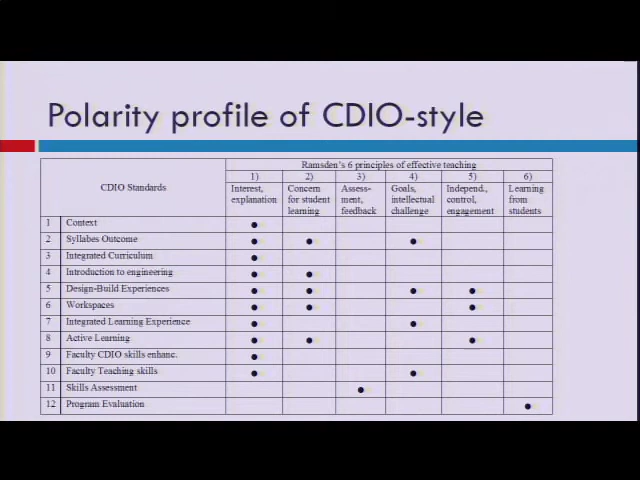 Polarity profile of CDIO-style
CDIO Standards
Ramsden's 6 principles of effective teaching
1) 2) 3) 4) 5) 6)
Interest, explanation
Concern for student learning
Assess- ment, feedback
Goals, intellectual challenge
Independ., control, engagement
Learning from students
1 Context ●
2 Syllabes Outcome ● ● ●
3 Integrated Curriculum ●
4 Introduction to engineering ● ●
5 Design-Build Experiences ● ● ● ●
6 Workspaces ● ● ●
7 Integrated Learning Experience ● ●
8 Active Learning ● ● ●
9 Faculty CDIO skills enhanc. ●
10 Faculty Teaching skills ● ●
11 Skills Assessment ●
12 Program Evaluation ●